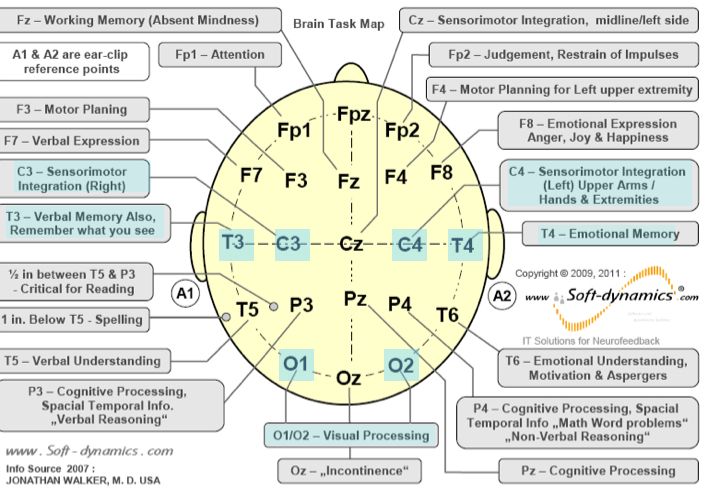 Fz – Working Memory (Absent Mindness)
Brain Task Map
Cz – Sensorimotor Integration, midline/left side
A1 & A2 are ear-clip
reference points
Fp1 – Attention
Fp2 – Judgement, Restrain of Impulses
F4 – Motor Planning for Left upper extremity
F3 – Motor Planing
F8 – Emotional Expression
Anger, Joy & Happiness
F7 – Verbal Expression
C3 – Sensorimotor
Integration (Right)
C4 – Sensorimotor Integration
(Left) Upper Arms /
Hands & Extremities
T3 – Verbal Memory Also,
Remember what you see
T4 – Emotional Memory
Fpz
Fp1
Fp2
F7
F3
Fz
F4
F8
T3
C3
Cz
C4
T4
A1
A2
T5
P3
Pz
P4
T6
O1
Oz
O2
½ in between T5 & P3
- Critical for Reading
1 in. Below T5 - Spelling
Copyright © 2009, 2011 :
www. Soft-dynamics .com
IT Solutions for Neurofeedback
T5 – Verbal Understanding
T6 – Emotional Understanding,
Motivation & Aspergers
P3 – Cognitive Processing,
Spacial Temporal Info.
„Verbal Reasoning“
P4 – Cognitive Processing, Spacial
Temporal Info „Math Word problems“
„Non-Verbal Reasoning“
O1/O2 – Visual Processing
www . Soft - dynamics . com
Info Source 2007 :
JONATHAN WALKER, M. D. USA
Oz – „Incontinence“
Pz – Cognitive Processing